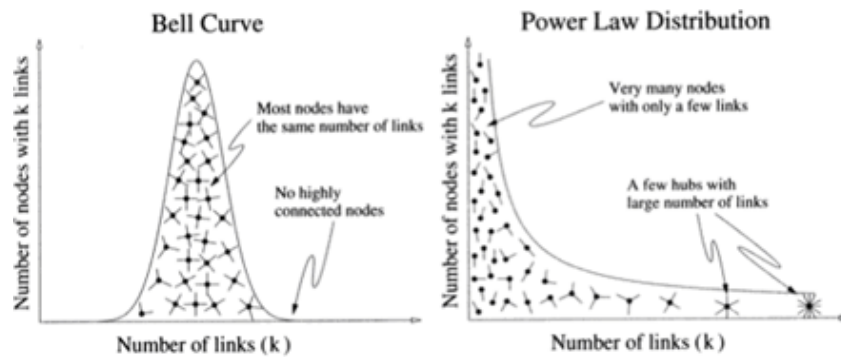 Bell Curve
Number of nodes with k links
Most nodes have
the same number of links
No highly
connected nodes
Number of links (k)
Power Law Distribution
Number of nodes with k links
Very many nodes
with only a few links
A few hubs with
large number of links
Number of links (k)